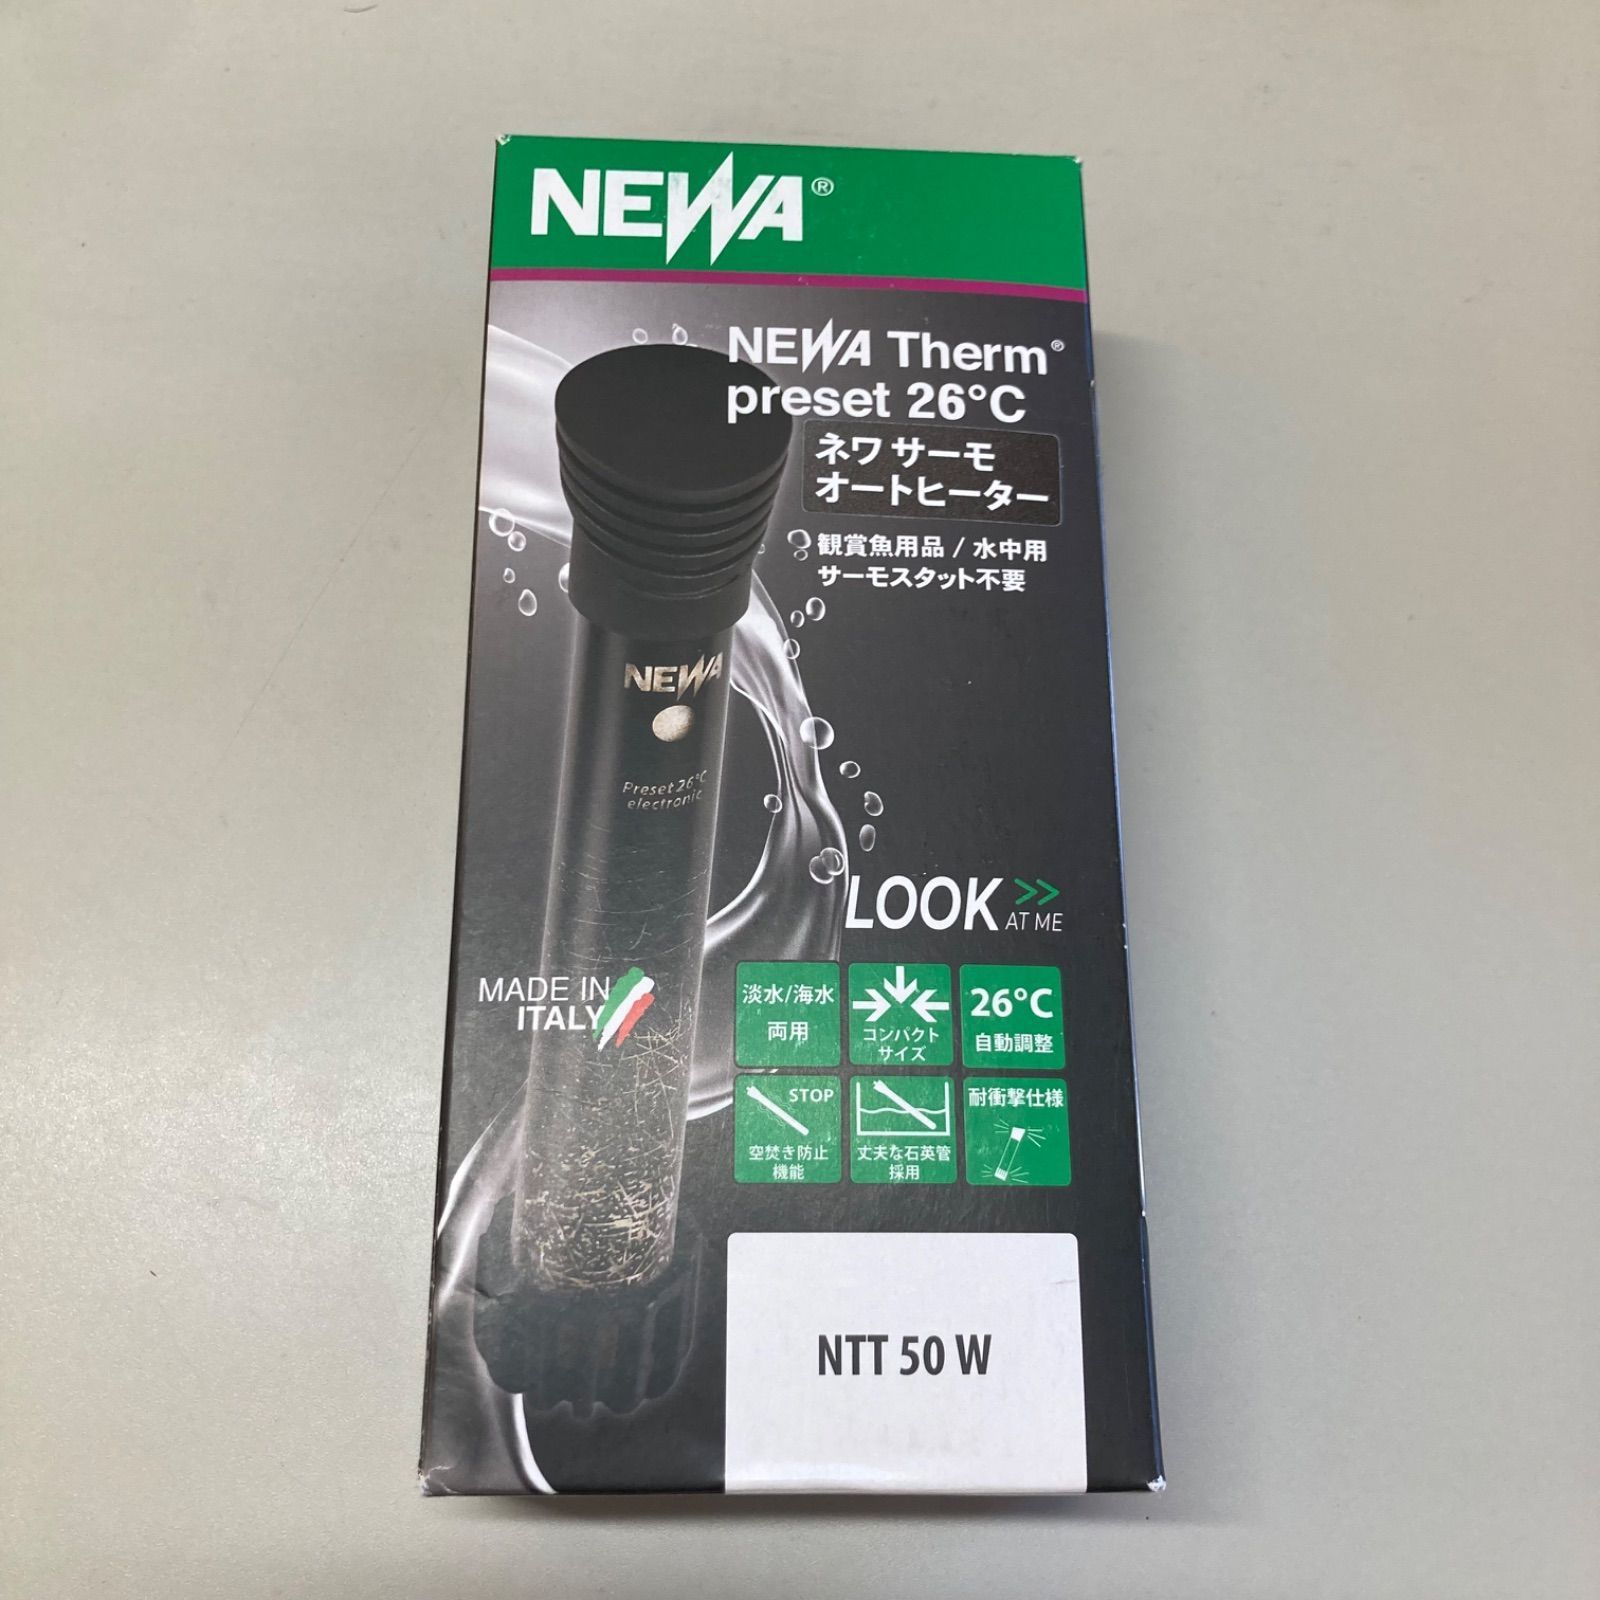 NEWA®
NEWA Therm®
preset 26°C
ネワ サーモ
オートヒーター
観賞魚用品 / 水中用
サーモスタット不要
NEWA
Preset 26°C
electronic
LOOK >>
AT ME
MADE IN
ITALY
淡水/海水
両用
コンパクト
サイズ
26°C
自動調整
STOP
空焚き防止
機能
丈夫な石英管
採用
耐衝撃仕様
NTT 50 W